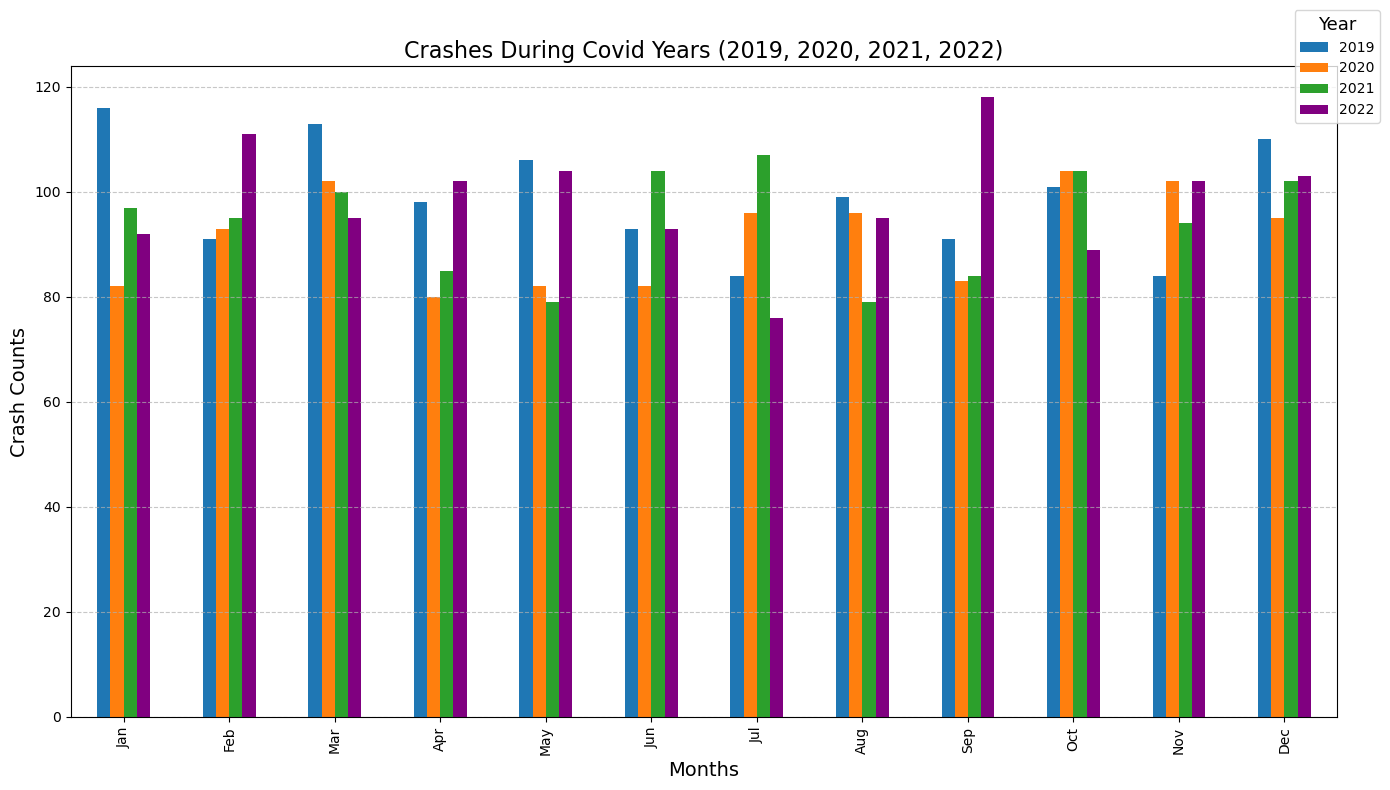 Crashes During Covid Years (2019, 2020, 2021, 2022)
Year
2019
2020
2021
2022
Crash Counts
120
100
80
60
40
20
0
Jan
Feb
Mar
Apr
May
Jun
Jul
Aug
Sep
Oct
Nov
Dec
Months